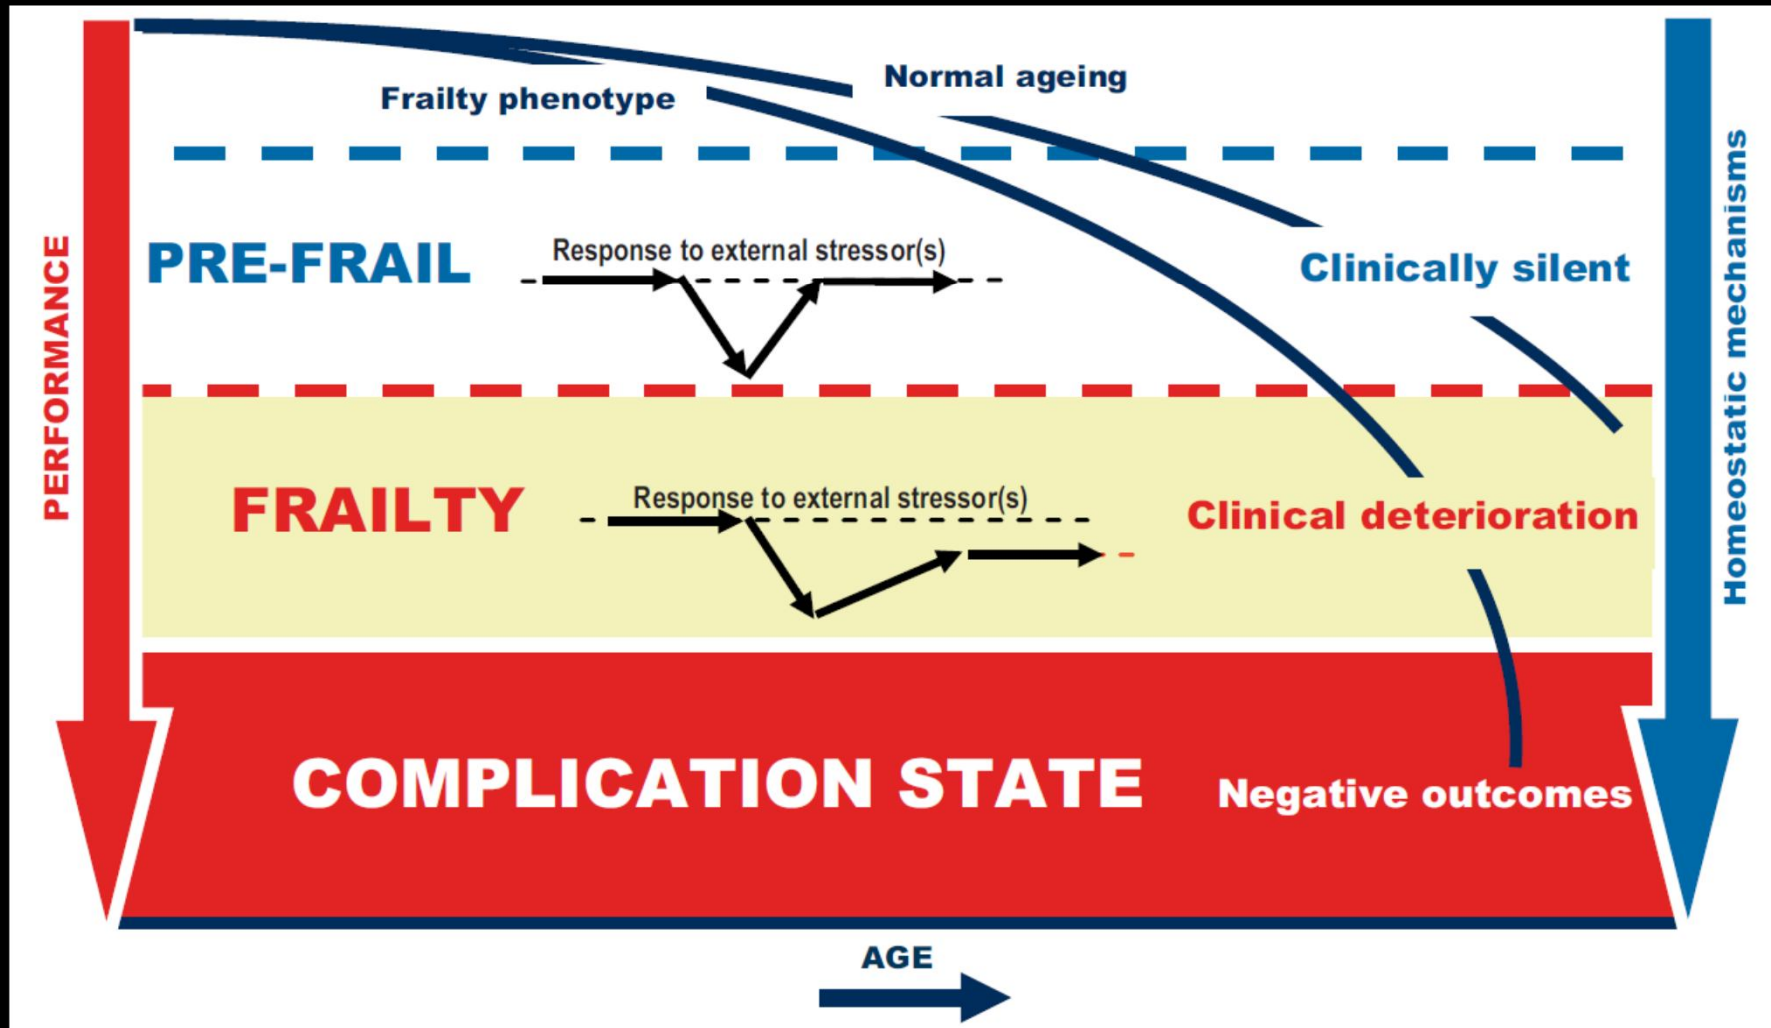 Normal ageing
Frailty phenotype
PERFORMANCE
Homeostatic mechanisms
PRE-FRAIL
Response to external stressor(s)
Clinically silent
FRAILTY
Response to external stressor(s)
Clinical deterioration
COMPLICATION STATE
Negative outcomes
AGE